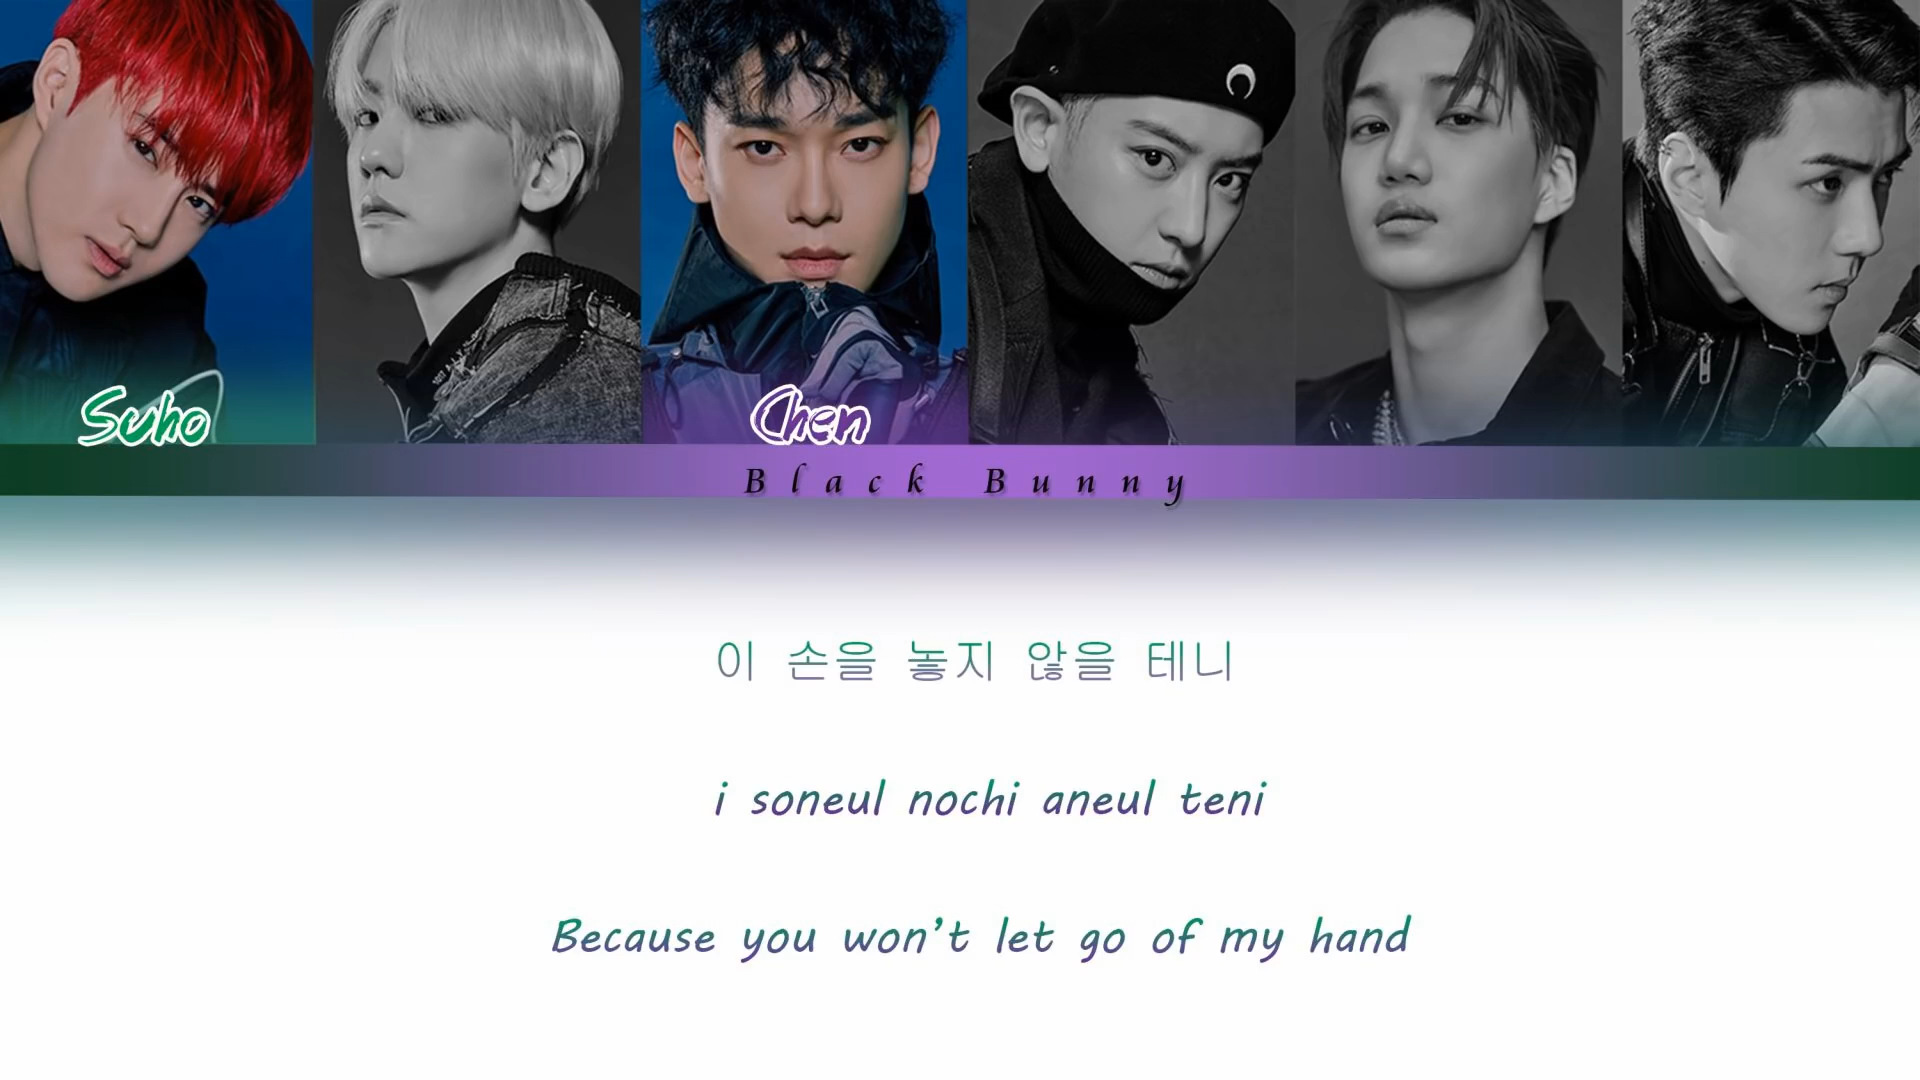 Suho
Chen
Black Bunny
이 손을 놓지 않을 테니
i soneul nochi aneul teni
Because you won't let go of my hand